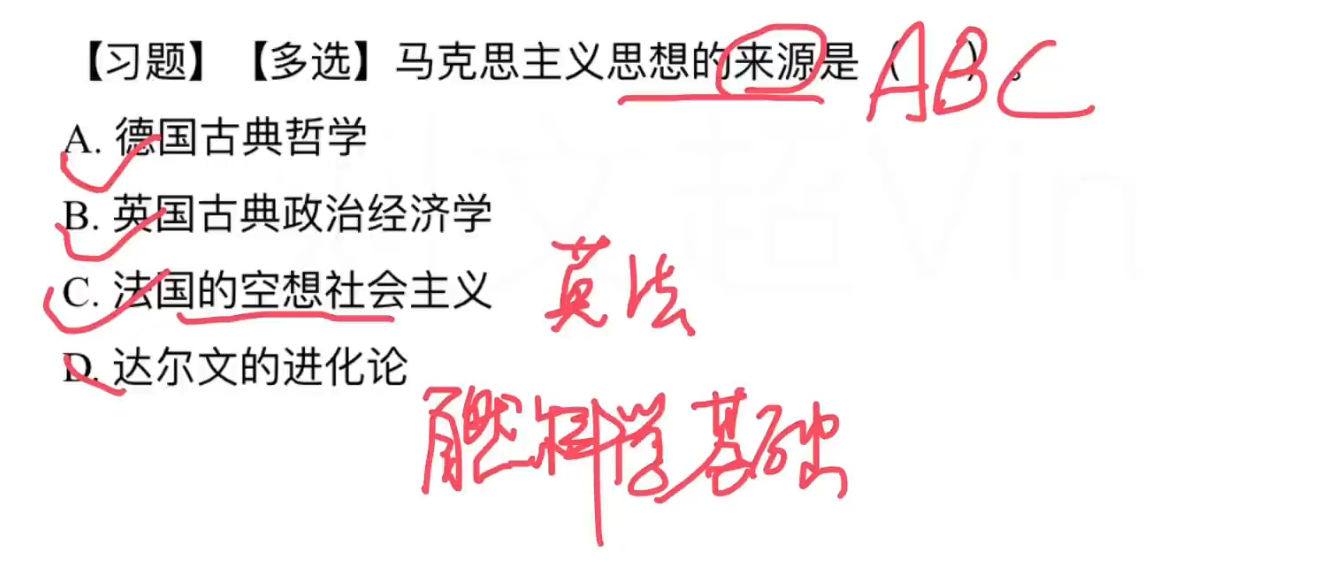 【习题】【多选】马克思主义思想的来源是（ ）。 ABC
A. 德国古典哲学
B. 英国古典政治经济学
C. 法国的空想社会主义 英法
D. 达尔文的进化论
自然科学基础